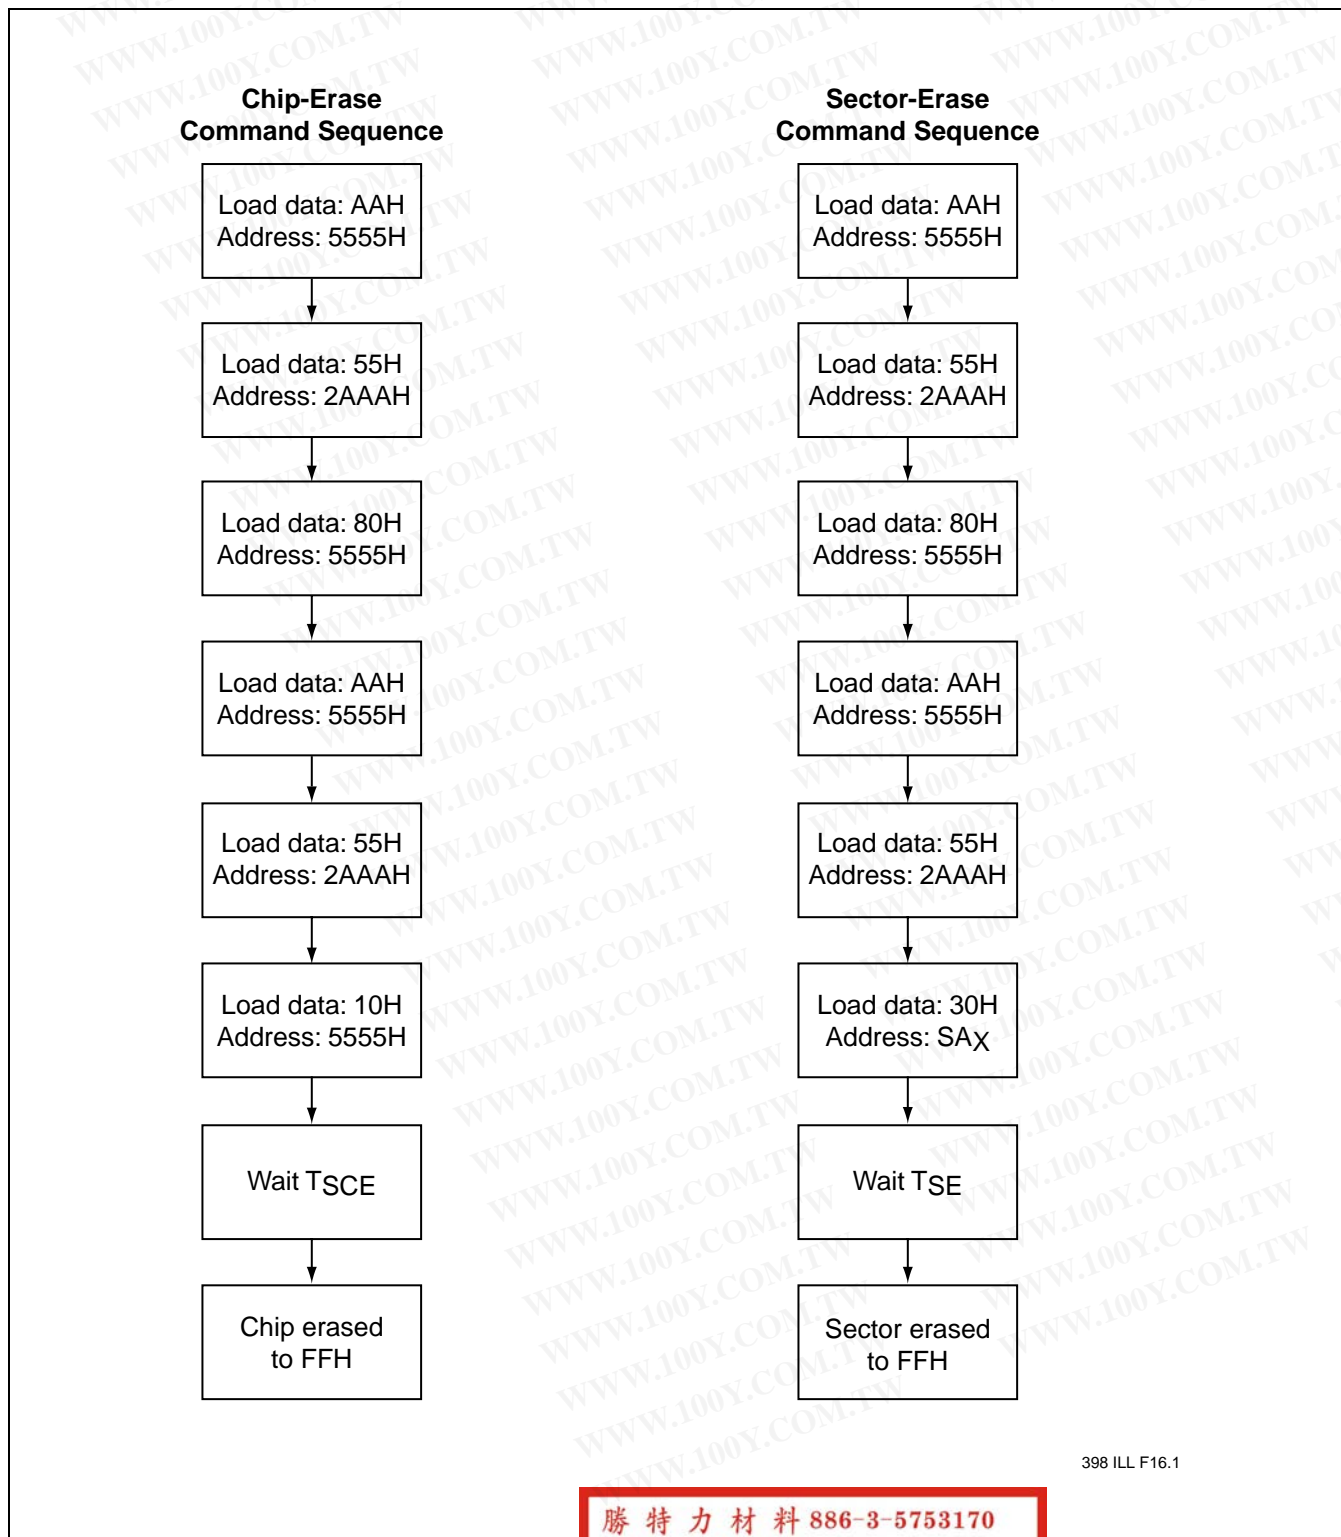 Chip-Erase
Command Sequence
Load data: AAH
Address: 5555H
Load data: 55H
Address: 2AAAH
Load data: 80H
Address: 5555H
Load data: AAH
Address: 5555H
Load data: 55H
Address: 2AAAH
Load data: 10H
Address: 5555H
Wait TSCE
Chip erased
to FFH
Sector-Erase
Command Sequence
Load data: AAH
Address: 5555H
Load data: 55H
Address: 2AAAH
Load data: 80H
Address: 5555H
Load data: AAH
Address: 5555H
Load data: 55H
Address: 2AAAH
Load data: 30H
Address: SAX
Wait TSE
Sector erased
to FFH
398 ILL F16.1
勝特力材料 886-3-5753170
WWW.100Y.COM.TW